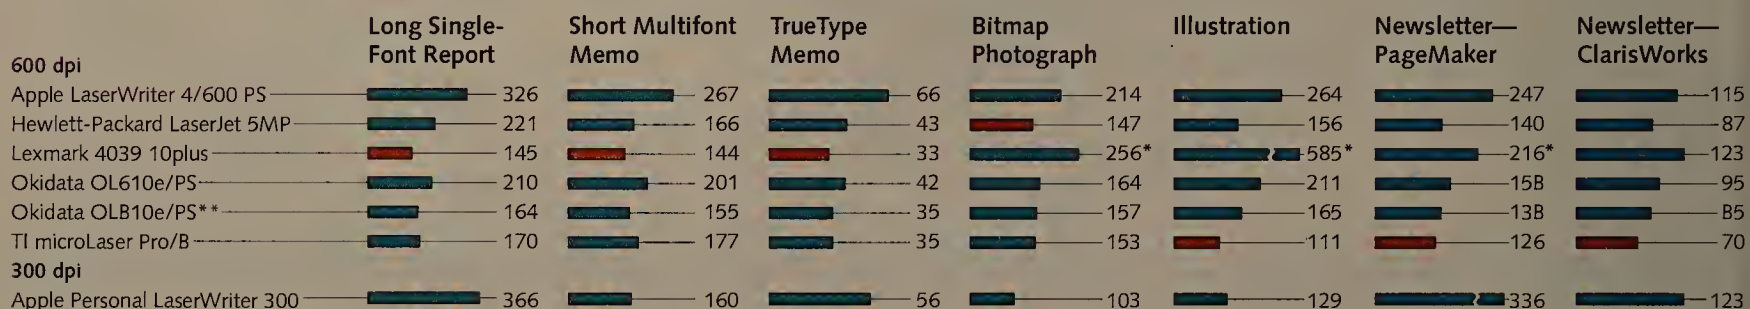 Long Single- Short Multifont TrueType Bitmap Illustration Newsletter— Newsletter—
Font Report Memo Memo Photograph PageMaker ClarisWorks
600 dpi
Apple LaserWriter 4/600 PS 326 267 66 214 264 247 115
Hewlett-Packard LaserJet 5MP 221 166 43 147 156 140 87
Lexmark 4039 10plus 145 144 33 256* 585* 216* 123
Okidata OL610e/PS 210 201 42 164 211 15B 95
Okidata OLB10e/PS** 164 155 35 157 165 13B B5
TI microLaser Pro/B 170 177 35 153 111 126 70
300 dpi
Apple Personal LaserWriter 300 366 160 56 103 129 336 123